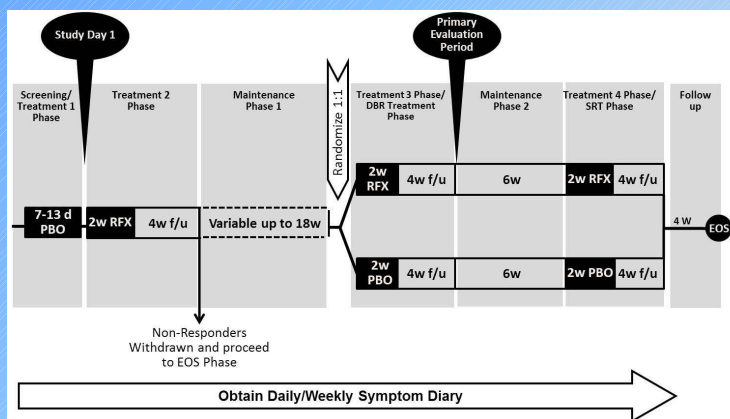 Study Day 1
Primary
Evaluation
Period
Screening/
Treatment 1
Phase
Treatment 2
Phase
Maintenance
Phase 1
Randomize 1:1
Treatment 3 Phase/
DBR Treatment
Phase
Maintenance
Phase 2
Treatment 4 Phase/
SRT Phase
Follow
up
2w
RFX
4w f/u
6w
2w RFX
4w f/u
7-13 d
PBO
2w RFX
4w f/u
Variable up to 18w
4 W
EOS
2w
PBO
4w f/u
6w
2w PBO
4w f/u
Non-Responders
Withdrawn and proceed
to EOS Phase
Obtain Daily/Weekly Symptom Diary